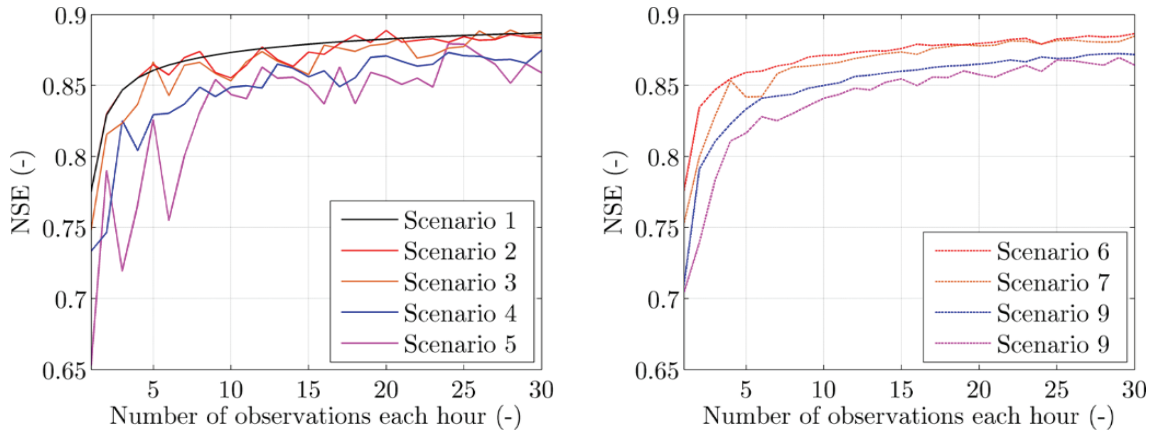 0.9
0.85
0.8
0.75
0.7
0.65
NSE (-)
Scenario 1
Scenario 2
Scenario 3
Scenario 4
Scenario 5
5 10 15 20 25 30
Number of observations each hour (-)
0.9
0.85
0.8
0.75
0.7
0.65
NSE (-)
Scenario 6
Scenario 7
Scenario 9
Scenario 9
5 10 15 20 25 30
Number of observations each hour (-)